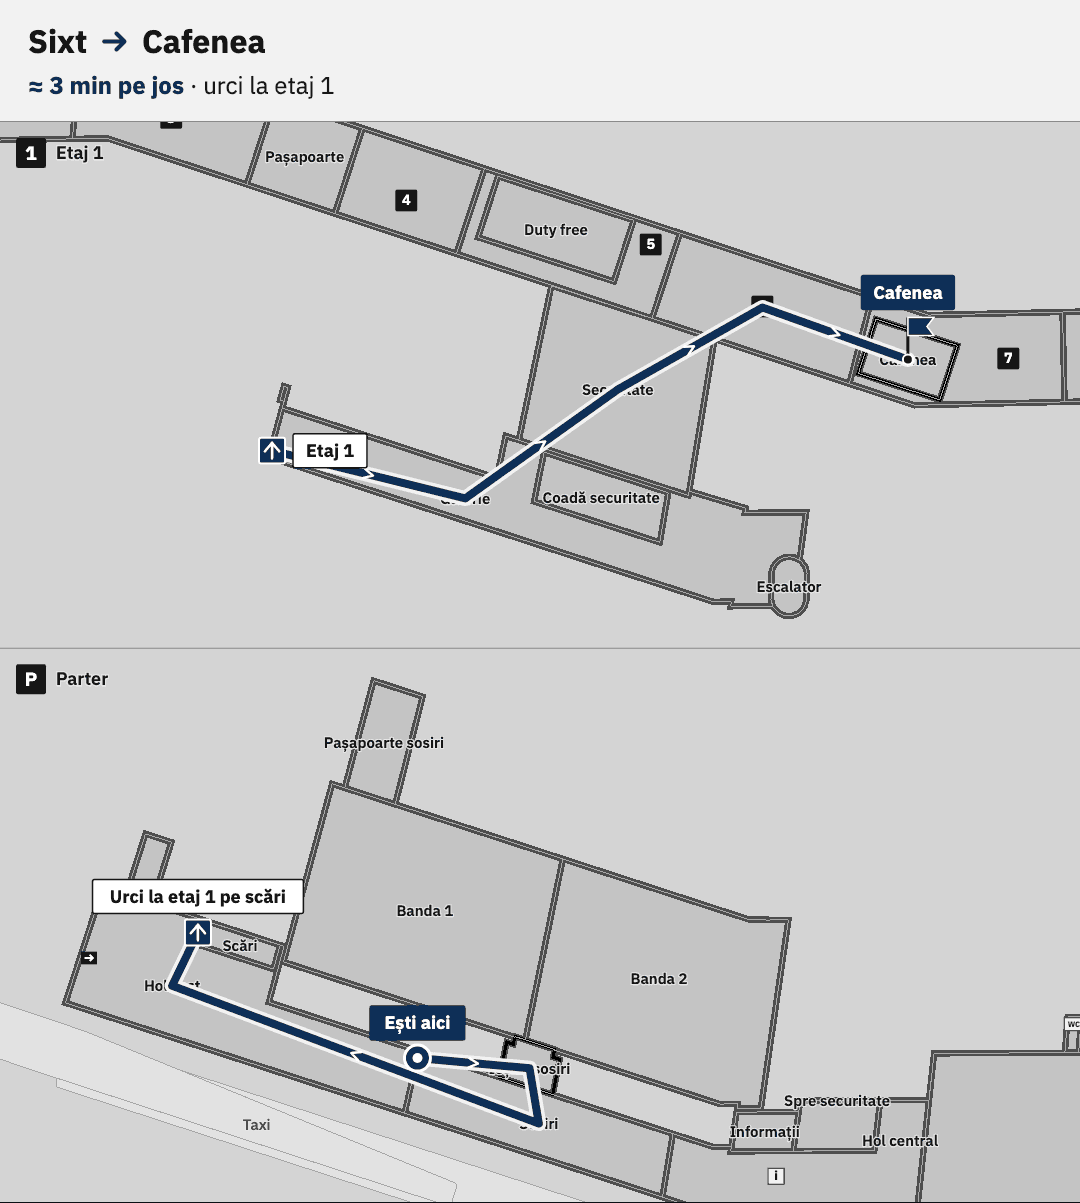 Sixt → Cafenea
≈ 3 min pe jos · urci la etaj 1
1 Etaj 1
Pașapoarte
4
Duty free
5
Cafenea
7
Etaj 1
Coadă securitate
Escalator
P Parter
Pașapoarte sosiri
Urci la etaj 1 pe scări
Banda 1
Scări
Banda 2
Ești aici
sosiri
Taxi
Spre securitate
Informații
Hol central
i
wc